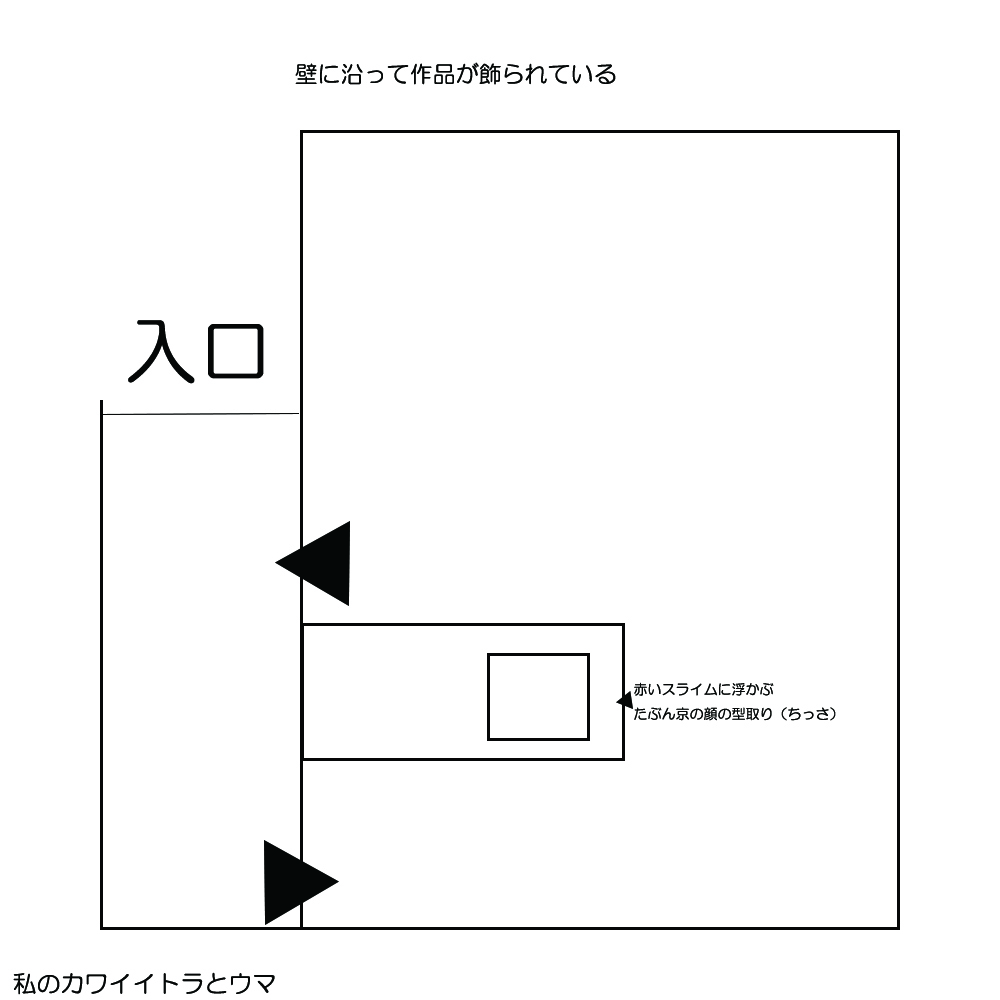 壁に沿って作品が飾られている
入口
赤いスライムに浮かぶ
たぶん京の顔の型取り（ちっさ）
私のカワイイトラとウマ